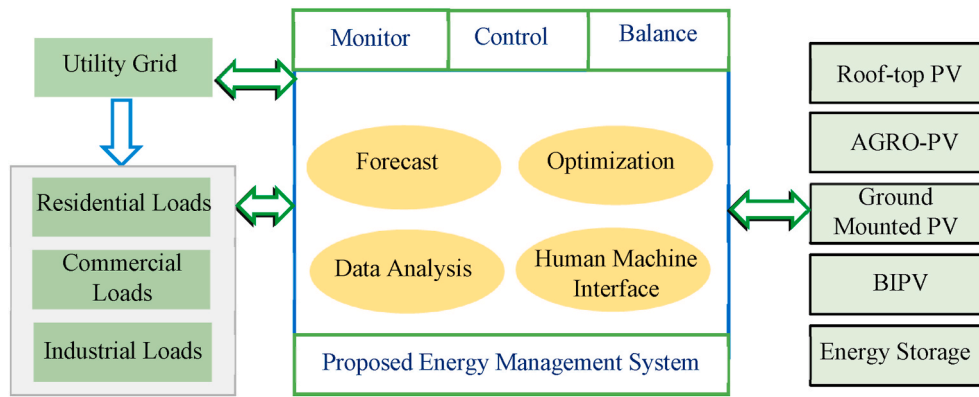 Utility Grid
Residential Loads
Commercial
Loads
Industrial Loads
Monitor
Control
Balance
Forecast
Optimization
Data Analysis
Human Machine
Interface
Proposed Energy Management System
Roof-top PV
AGRO-PV
Ground
Mounted PV
BIPV
Energy Storage